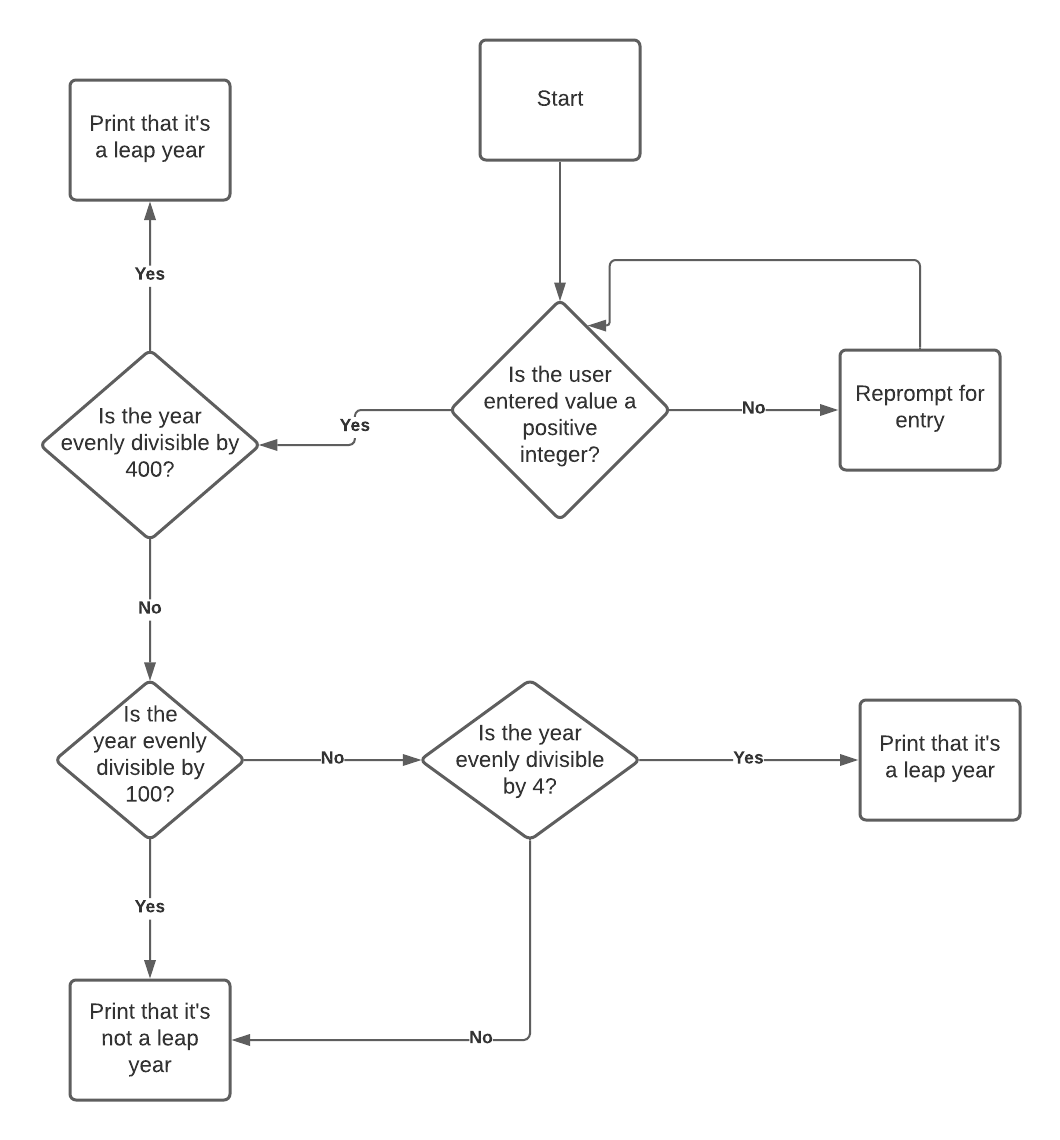 Start
Print that it's
a leap year
Yes
Is the user
entered value a
positive
integer?
No
Reprompt for
entry
Yes
Is the year
evenly divisible by
400?
No
Is the
year evenly
divisible by
100?
No
Is the year
evenly divisible
by 4?
Yes
Print that it's
a leap year
Yes
Print that it's
not a leap
year
No